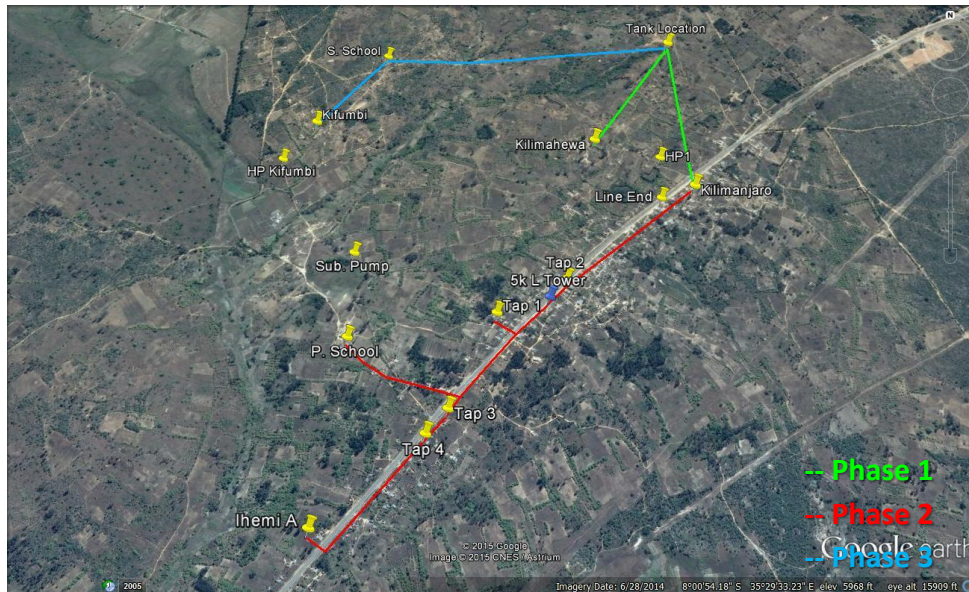 Tank Location
S. School
Kifumbi
Kilimahewa
HP Kifumbi
HP1
Line End
Kilimanjaro
Sub. Pump
Tap 2
5k L Tower
Tap 1
P. School
Tap 3
Tap 4
Ihemi A
-- Phase 1
-- Phase 2
-- Phase 3
Google earth
© 2015 Google
Image © 2015 CNES / Astrium
2005
Imagery Date: 6/28/2014 8°00'54.18" S 35°29'33.23" E elev 5968 ft eye alt 15909 ft
N